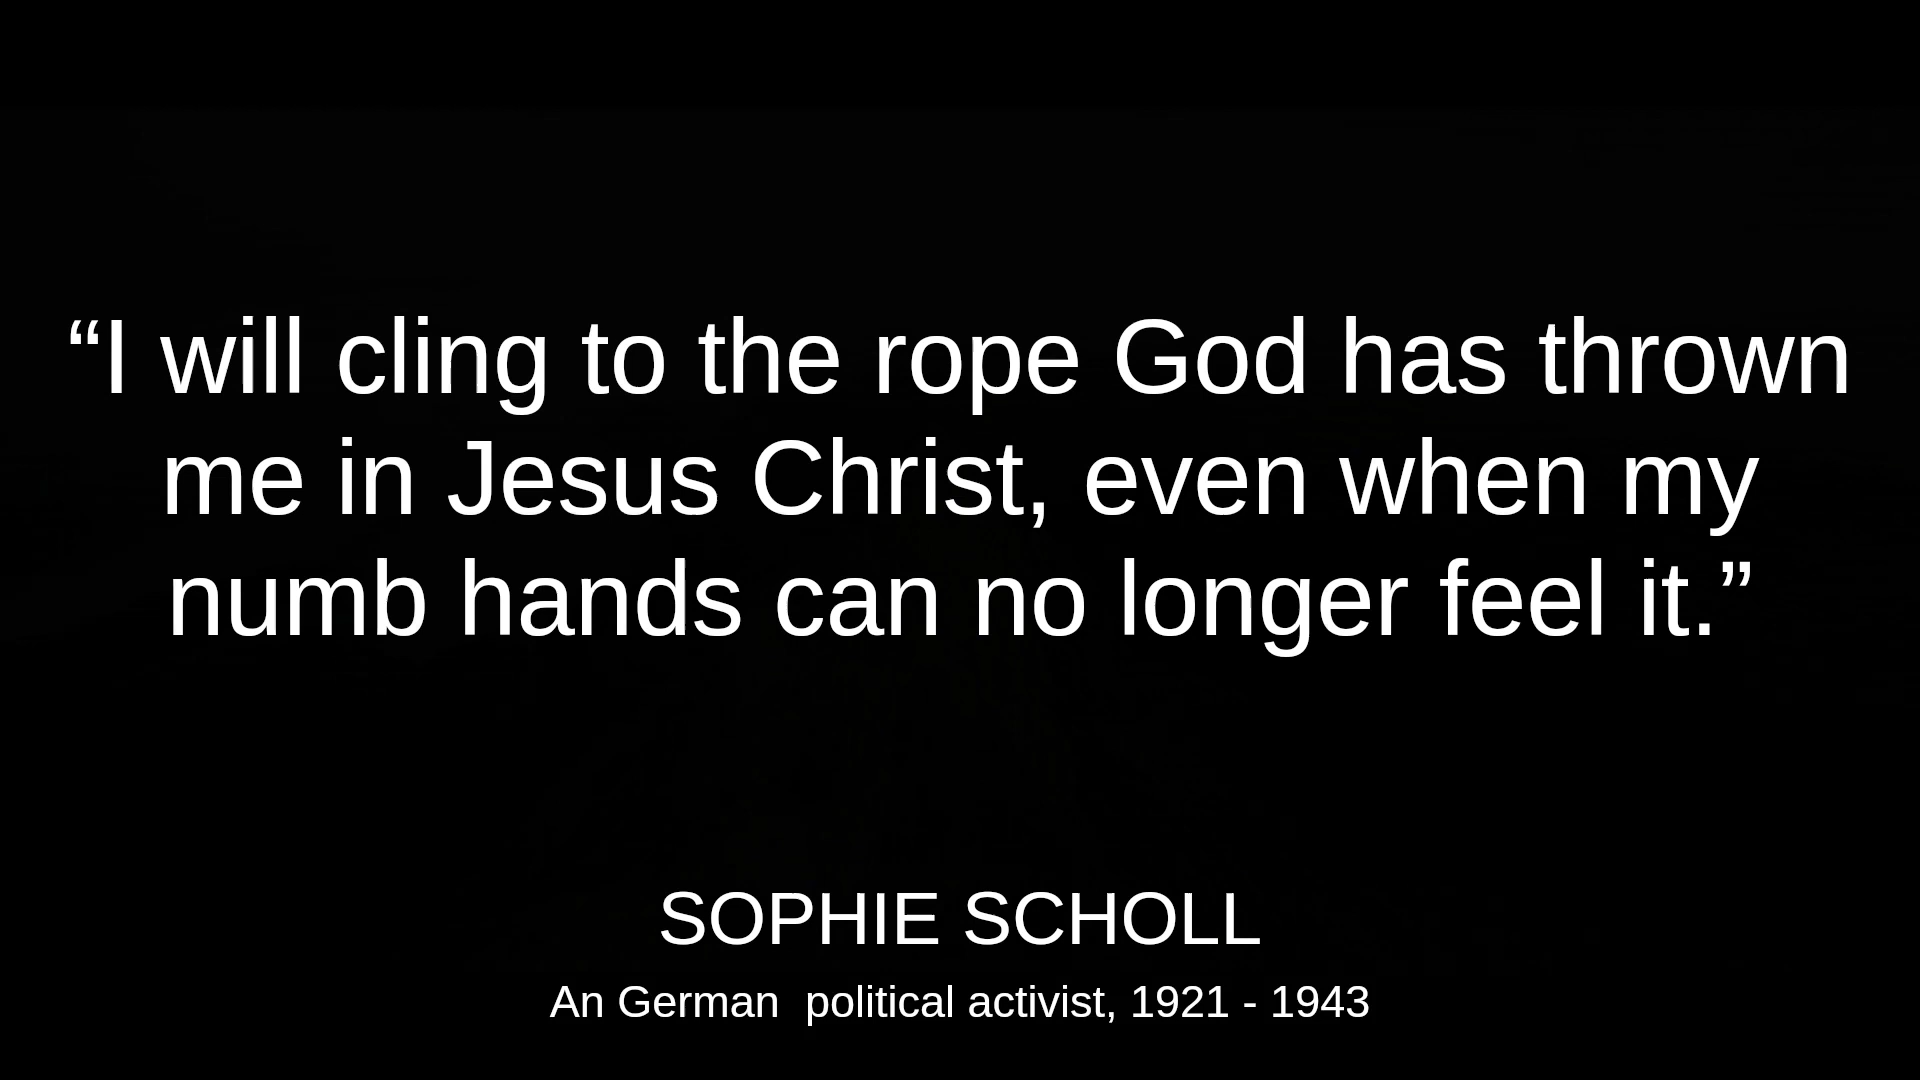 “I will cling to the rope God has thrown
me in Jesus Christ, even when my
numb hands can no longer feel it.”
SOPHIE SCHOLL
An German  political activist, 1921 - 1943